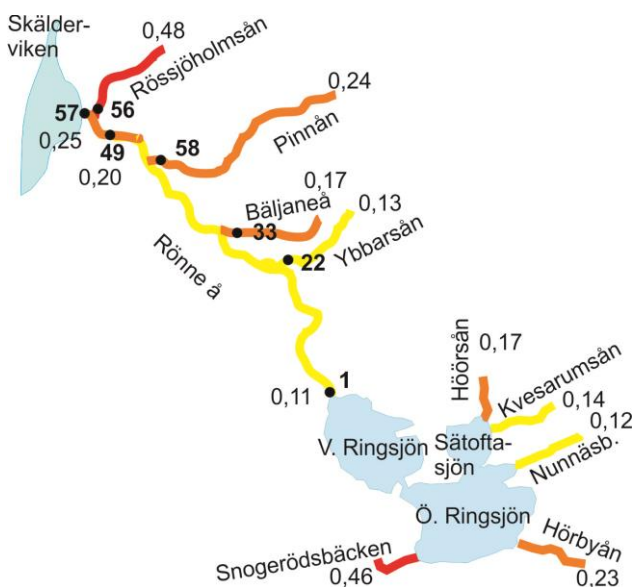 Skälder-
viken
0,48
Rössjöholmsån
0,24
57
56
Pinnån
0,25
49
58
0,20
0,17
Bäljaneå
0,13
33
Ybbarsån
Rönne å
22
Höörsån
0,17
Kvesarumsån
1
0,11
0,14
0,12
V. Ringsjön
Sätofta-
sjön
Nunnäsb.
Ö. Ringsjön
Hörbyån
Snogerödsbäcken
0,46
0,23